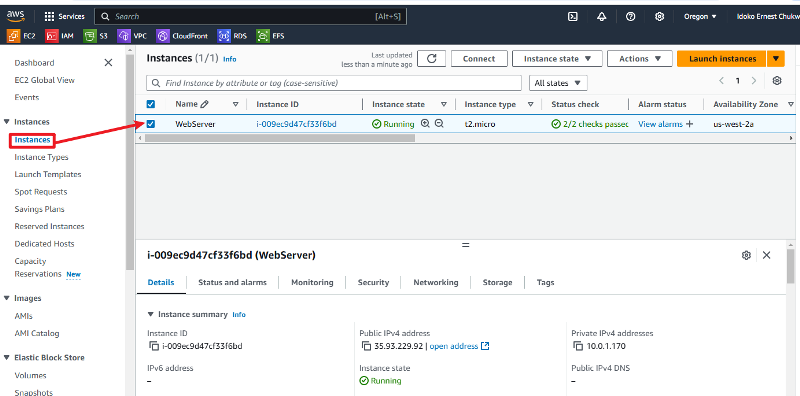 aws Services Search [Alt+S] Oregon Idoko Ernest Chukw
EC2 IAM S3 VPC CloudFront RDS EFS
Dashboard
EC2 Global View
Events
Instances
Instances
Instance Types
Launch Templates
Spot Requests
Savings Plans
Reserved Instances
Dedicated Hosts
Capacity
Reservations New
Images
AMIs
AMI Catalog
Elastic Block Store
Volumes
Snapshots
Instances (1/1) Info
Last updated
less than a minute ago
Connect Instance state Actions Launch instances
Find Instance by attribute or tag (case-sensitive) All states 1
Name Instance ID Instance state Instance type Status check Alarm status Availability Zone
WebServer i-009ec9d47cf33f6bd Running t2.micro 2/2 checks passed View alarms + us-west-2a
i-009ec9d47cf33f6bd (WebServer)
Details Status and alarms Monitoring Security Networking Storage Tags
Instance summary Info
Instance ID Public IPv4 address Private IPv4 addresses
i-009ec9d47cf33f6bd 35.93.229.92 | open address 10.0.1.170
IPv6 address Instance state Public IPv4 DNS
– Running –